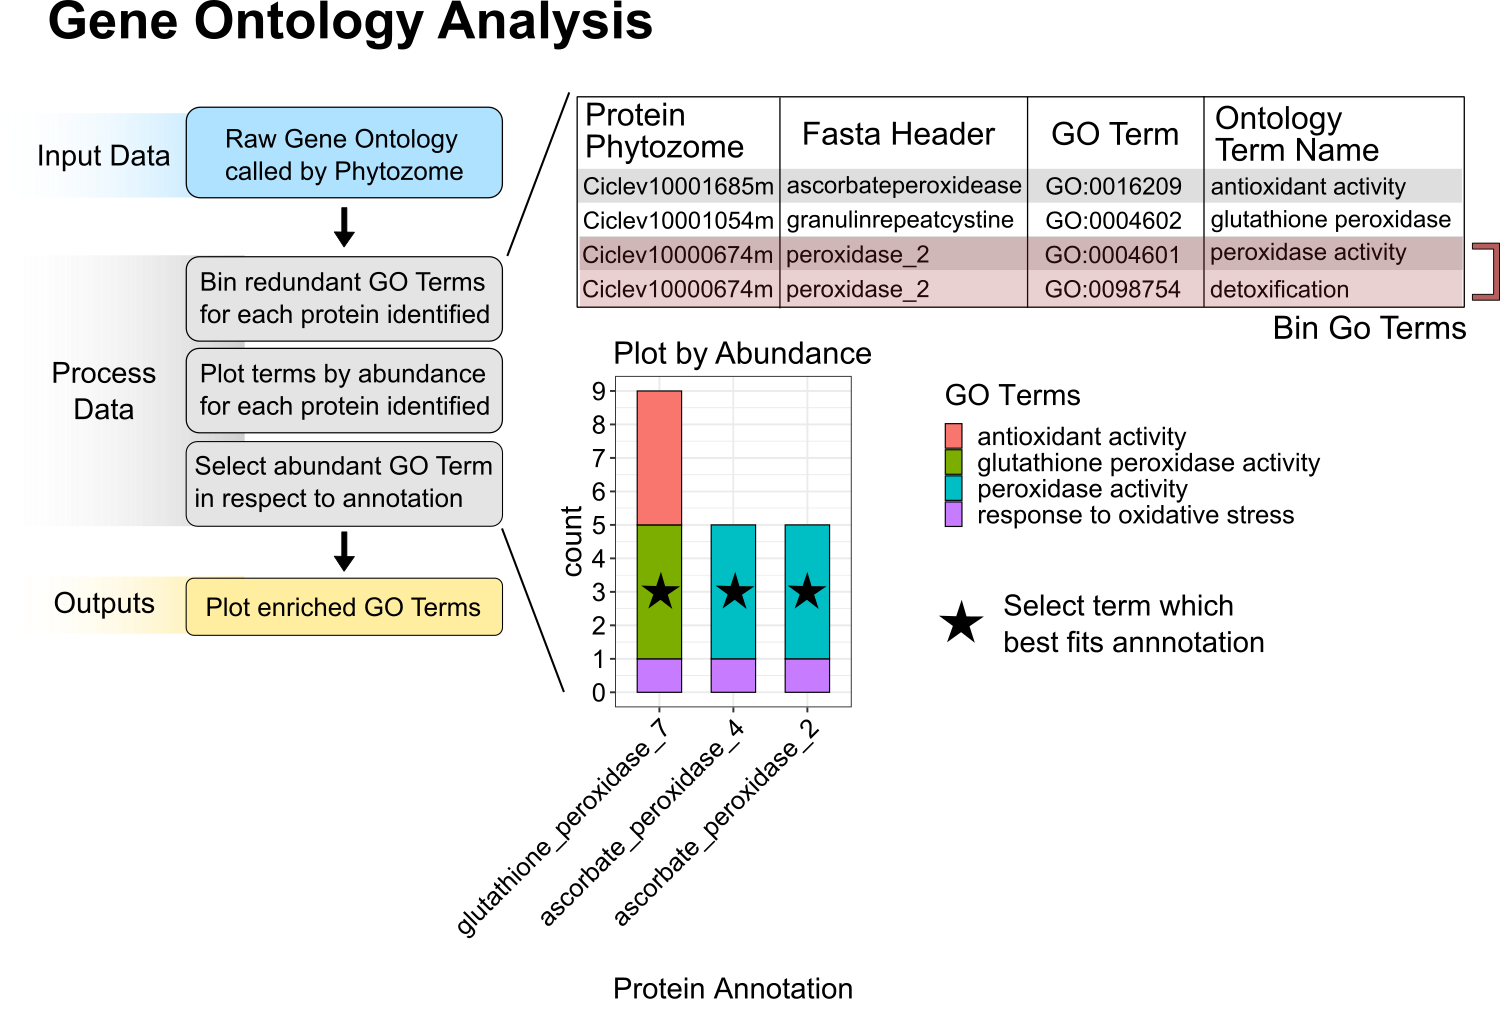 Gene Ontology Analysis
Input Data
Raw Gene Ontology
called by Phytozome
Process
Data
Bin redundant GO Terms
for each protein identified
Plot terms by abundance
for each protein identified
Select abundant GO Term
in respect to annotation
Outputs
Plot enriched GO Terms
Protein
Phytozome
Fasta Header
GO Term
Ontology
Term Name
Ciclev10001685m ascorbateperoxidease GO:0016209 antioxidant activity
Ciclev10001054m granulinrepeatcystine GO:0004602 glutathione peroxidase
Ciclev10000674m peroxidase_2 GO:0004601 peroxidase activity
Ciclev10000674m peroxidase_2 GO:0098754 detoxification
Bin Go Terms
Plot by Abundance
count
9
8
7
6
5
4
3
2
1
0
glutathione_peroxidase_7
ascorbate_peroxidase_4
ascorbate_peroxidase_2
Protein Annotation
GO Terms
antioxidant activity
glutathione peroxidase activity
peroxidase activity
response to oxidative stress
Select term which
best fits annnotation